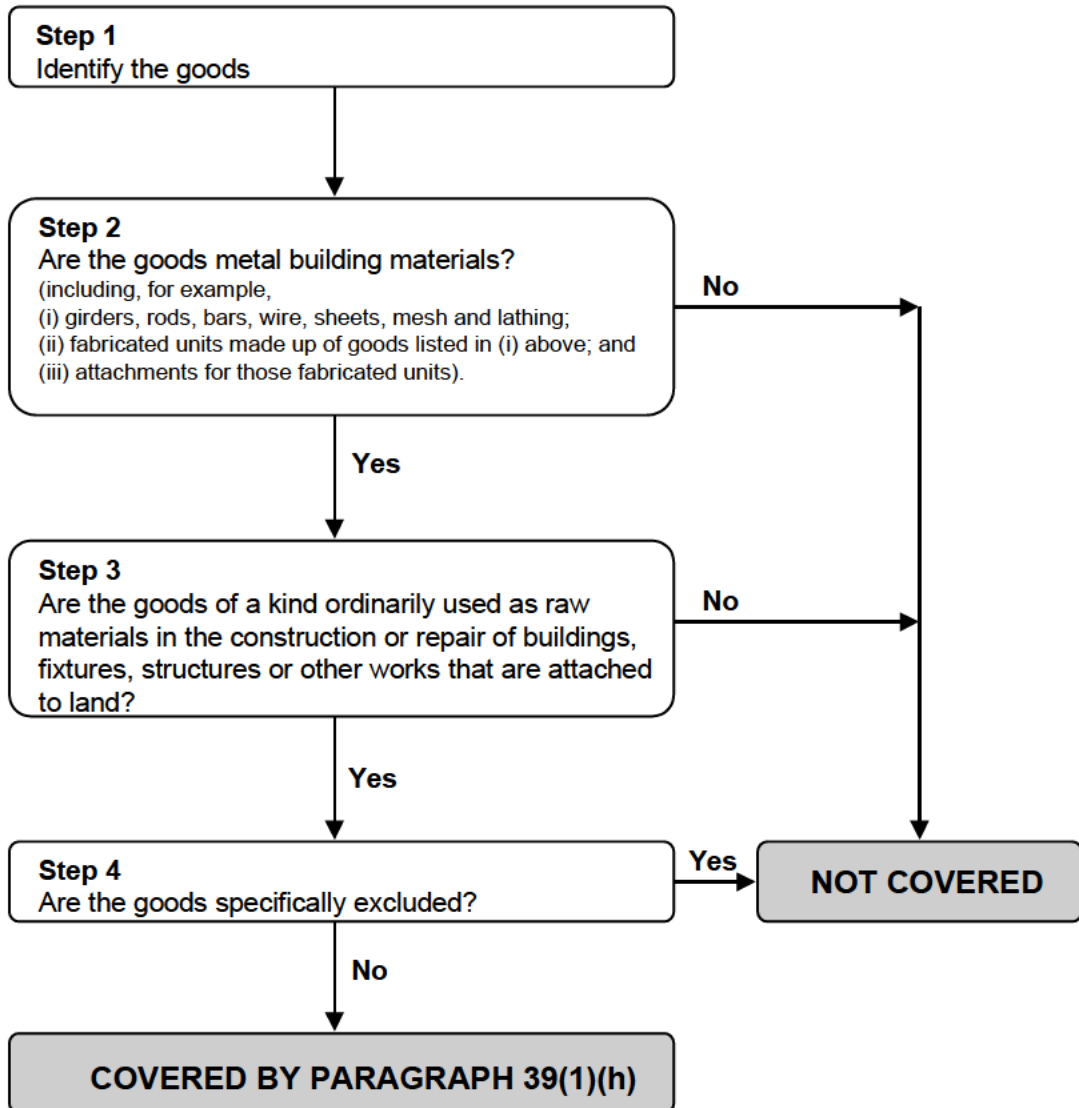 Step 1
Identify the goods
Step 2
Are the goods metal building materials?
(including, for example,
(i) girders, rods, bars, wire, sheets, mesh and lathing;
(ii) fabricated units made up of goods listed in (i) above; and
(iii) attachments for those fabricated units).
No
Yes
Step 3
Are the goods of a kind ordinarily used as raw
materials in the construction or repair of buildings,
fixtures, structures or other works that are attached
to land?
No
Yes
Step 4
Are the goods specifically excluded?
Yes
NOT COVERED
No
COVERED BY PARAGRAPH 39(1)(h)